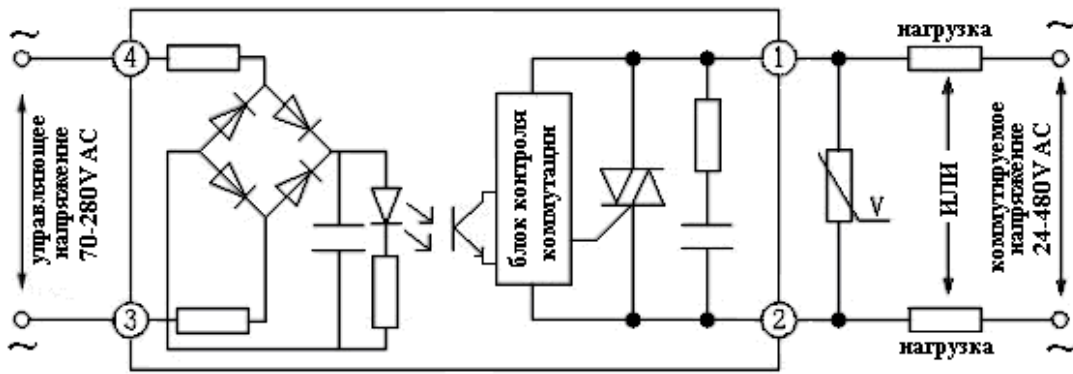 ~
4
управляющее
напряжение
70-280V AC
3
~
блок контроля
коммутации
1
2
V
нагрузка
ИЛИ
нагрузка
~
коммутируемое
напряжение
24-480V AC
~